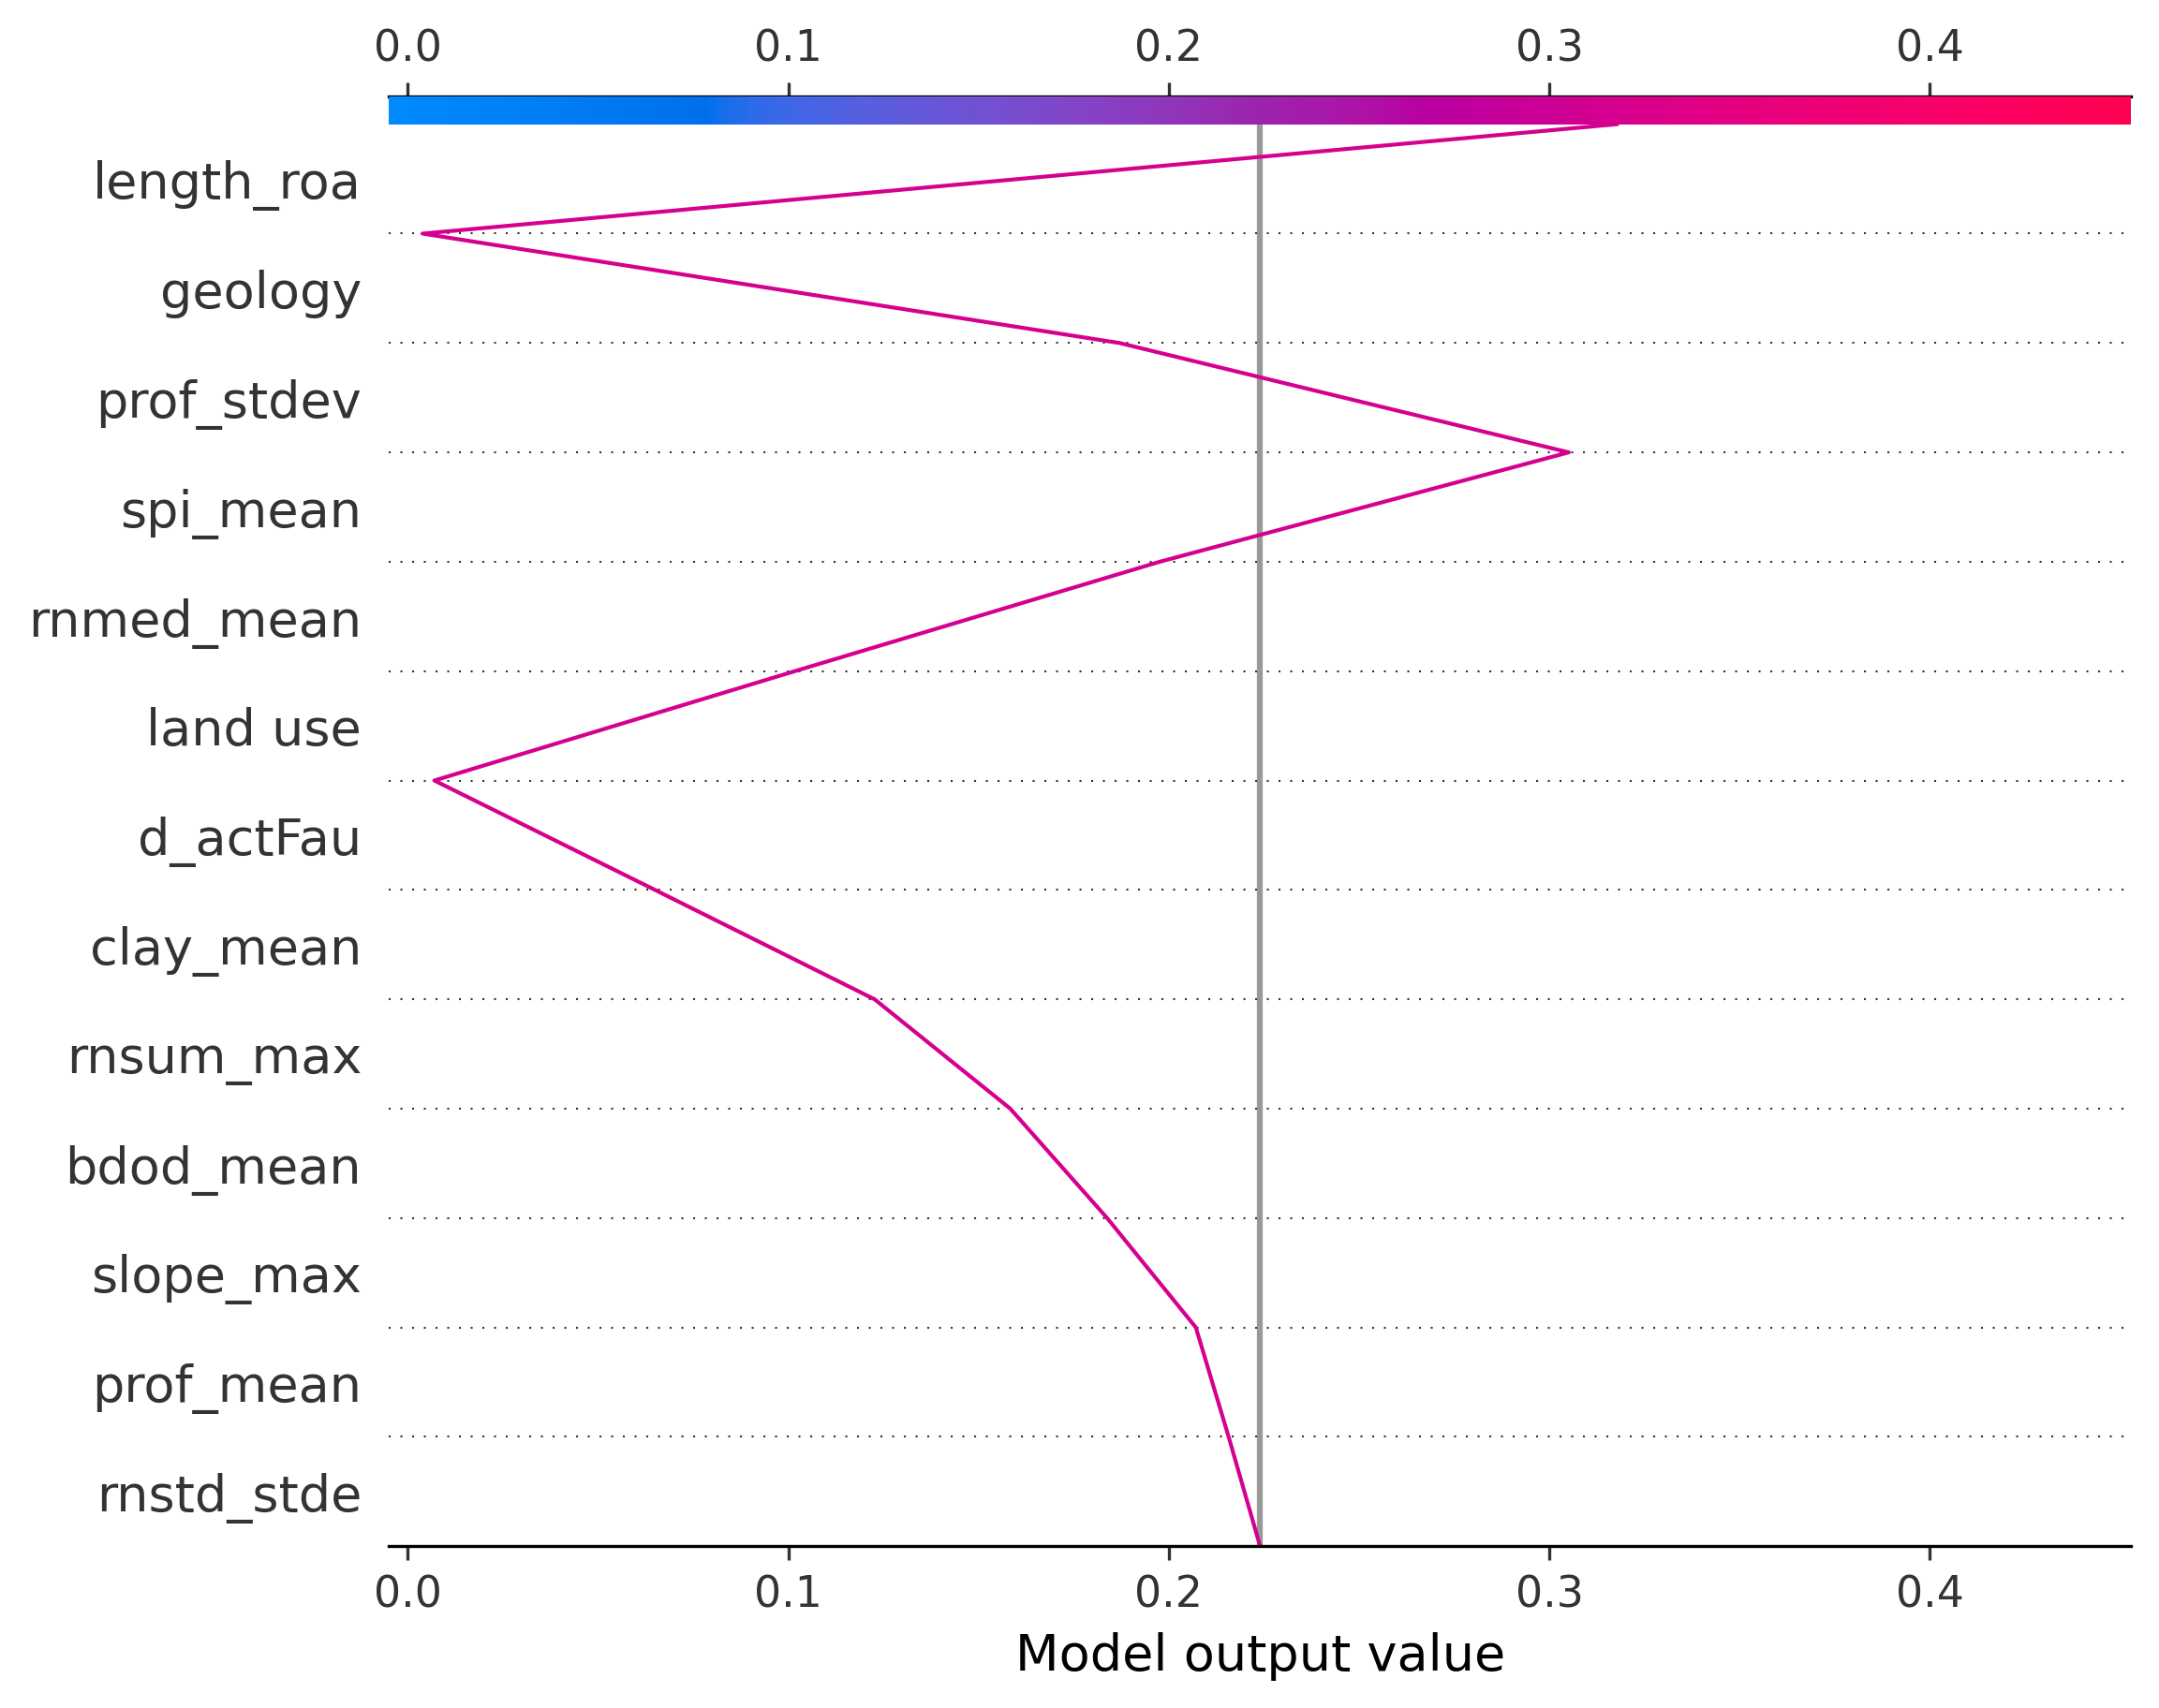 0.0 0.1 0.2 0.3 0.4
length_roa
geology
prof_stdev
spi_mean
rnmed_mean
land use
d_actFau
clay_mean
rnsum_max
bdod_mean
slope_max
prof_mean
rnstd_stde
0.0 0.1 0.2 0.3 0.4
Model output value